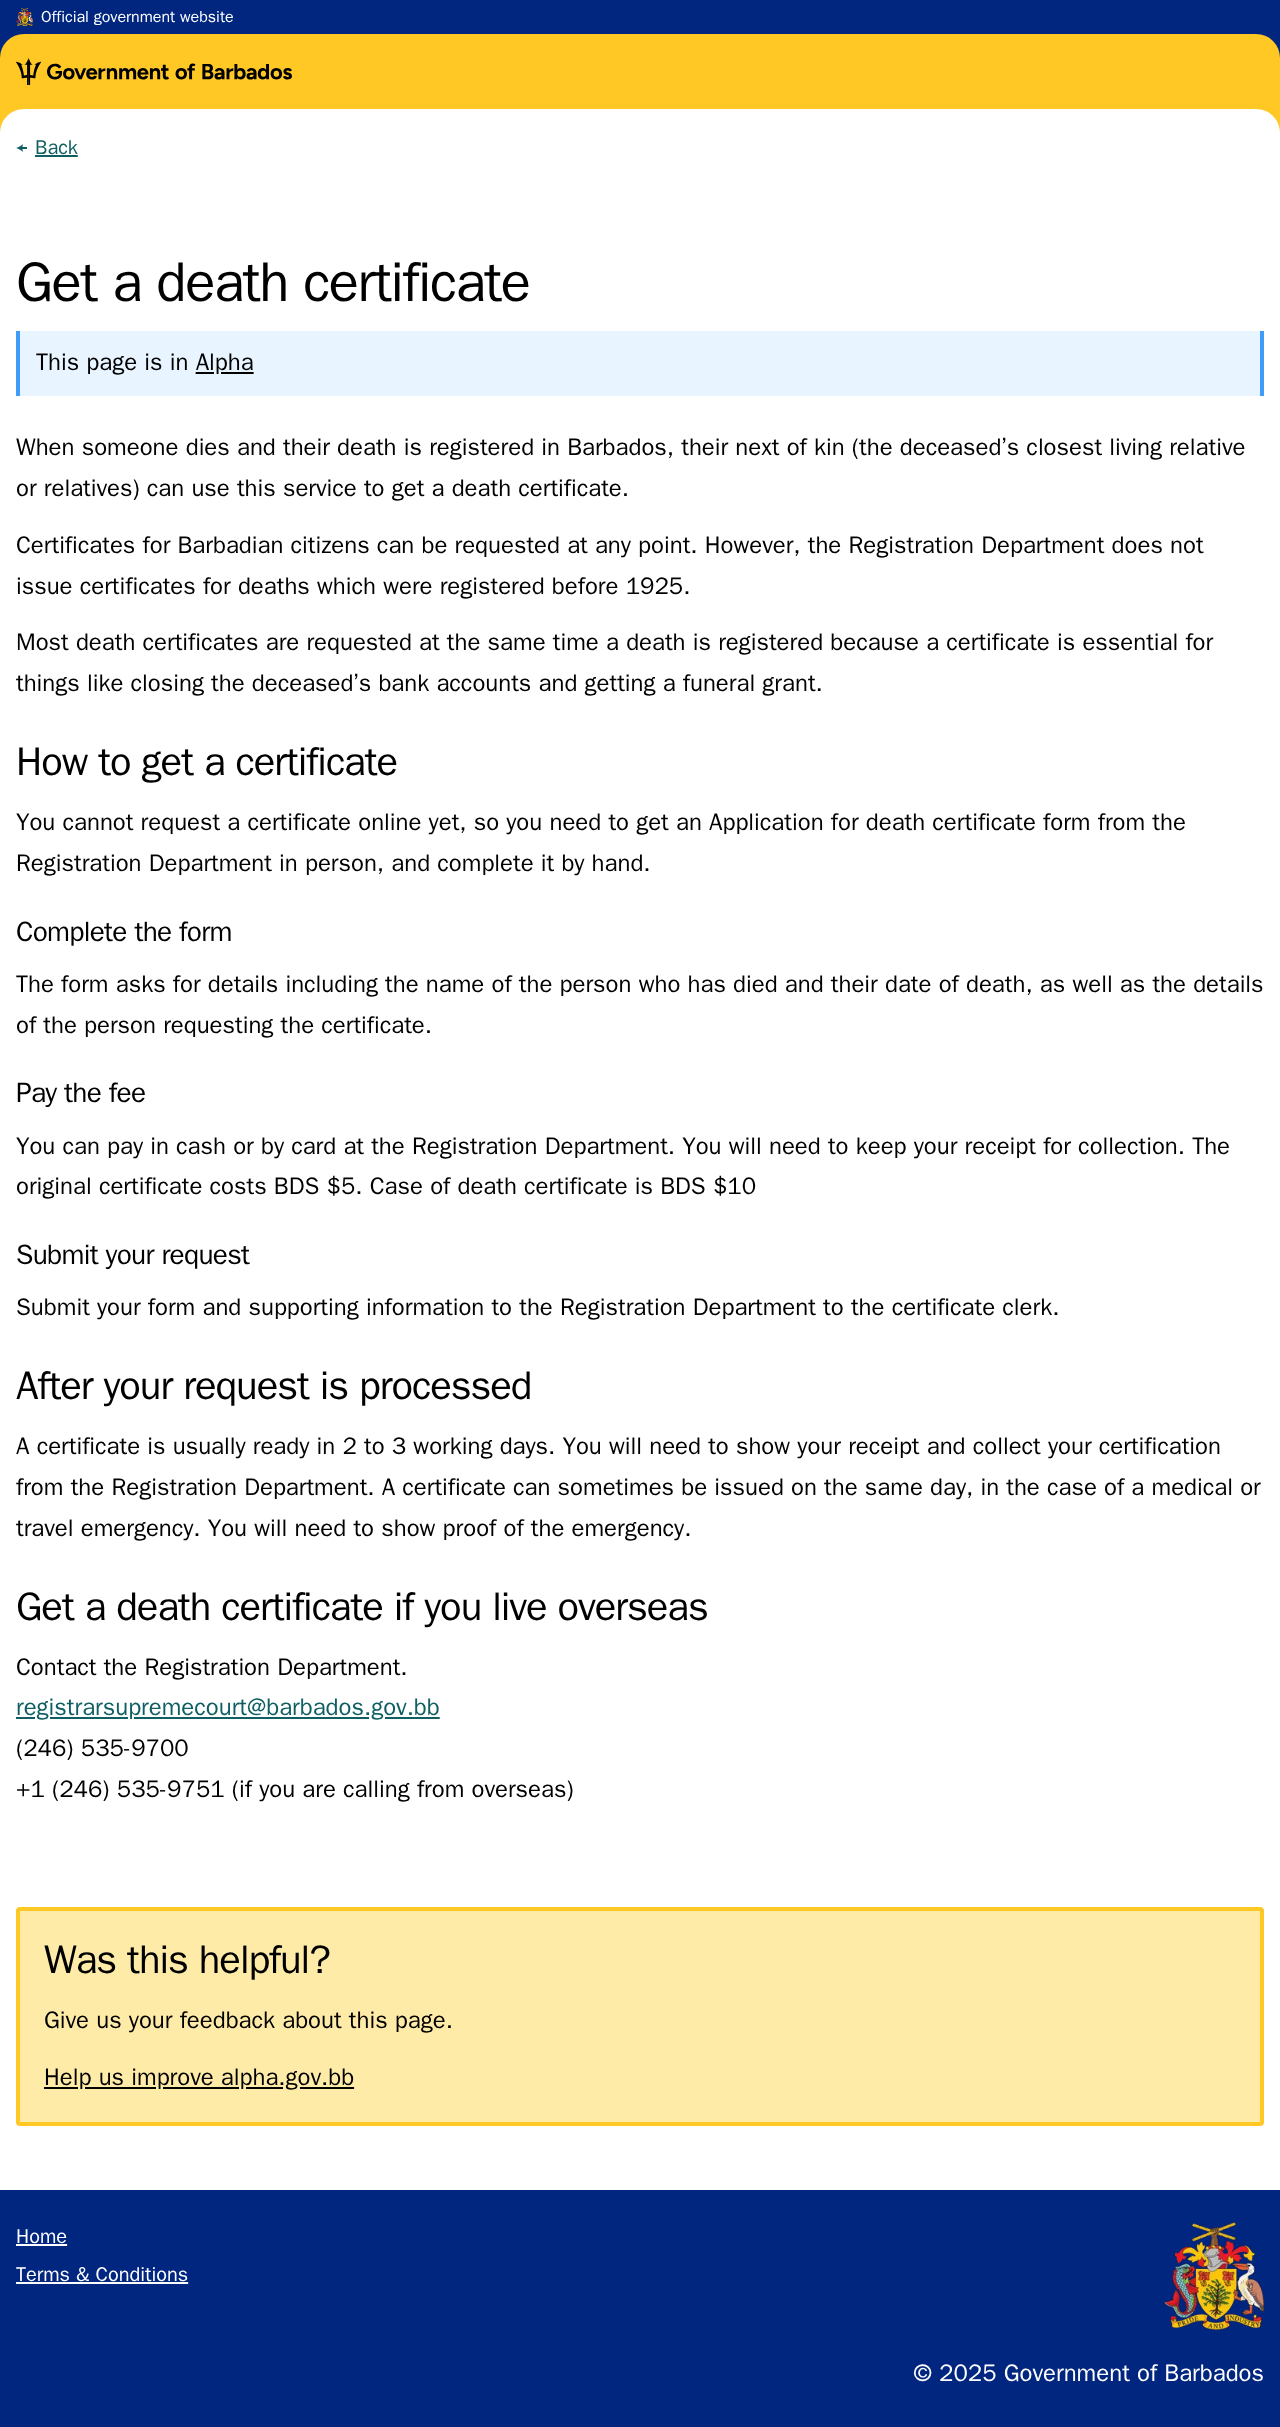 Official government website
Government of Barbados
Back
Get a death certificate
This page is in Alpha
When someone dies and their death is registered in Barbados, their next of kin (the deceased’s closest living relative
or relatives) can use this service to get a death certificate.
Certificates for Barbadian citizens can be requested at any point. However, the Registration Department does not
issue certificates for deaths which were registered before 1925.
Most death certificates are requested at the same time a death is registered because a certificate is essential for
things like closing the deceased’s bank accounts and getting a funeral grant.
How to get a certificate
You cannot request a certificate online yet, so you need to get an Application for death certificate form from the
Registration Department in person, and complete it by hand.
Complete the form
The form asks for details including the name of the person who has died and their date of death, as well as the details
of the person requesting the certificate.
Pay the fee
You can pay in cash or by card at the Registration Department. You will need to keep your receipt for collection. The
original certificate costs BDS $5. Case of death certificate is BDS $10
Submit your request
Submit your form and supporting information to the Registration Department to the certificate clerk.
After your request is processed
A certificate is usually ready in 2 to 3 working days. You will need to show your receipt and collect your certification
from the Registration Department. A certificate can sometimes be issued on the same day, in the case of a medical or
travel emergency. You will need to show proof of the emergency.
Get a death certificate if you live overseas
Contact the Registration Department.
registrarsupremecourt@barbados.gov.bb
(246) 535-9700
+1 (246) 535-9751 (if you are calling from overseas)
Was this helpful?
Give us your feedback about this page.
Help us improve alpha.gov.bb
Home
Terms & Conditions
PRIDE AND INDUSTRY
© 2025 Government of Barbados